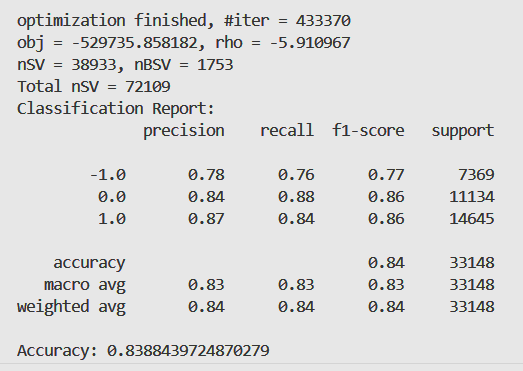 optimization finished, #iter = 433370
obj = -529735.858182, rho = -5.910967
nSV = 38933, nBSV = 1753
Total nSV = 72109
Classification Report:
precision recall f1-score support
-1.0 0.78 0.76 0.77 7369
0.0 0.84 0.88 0.86 11134
1.0 0.87 0.84 0.86 14645
accuracy 0.84 33148
macro avg 0.83 0.83 0.83 33148
weighted avg 0.84 0.84 0.84 33148
Accuracy: 0.8388439724870279